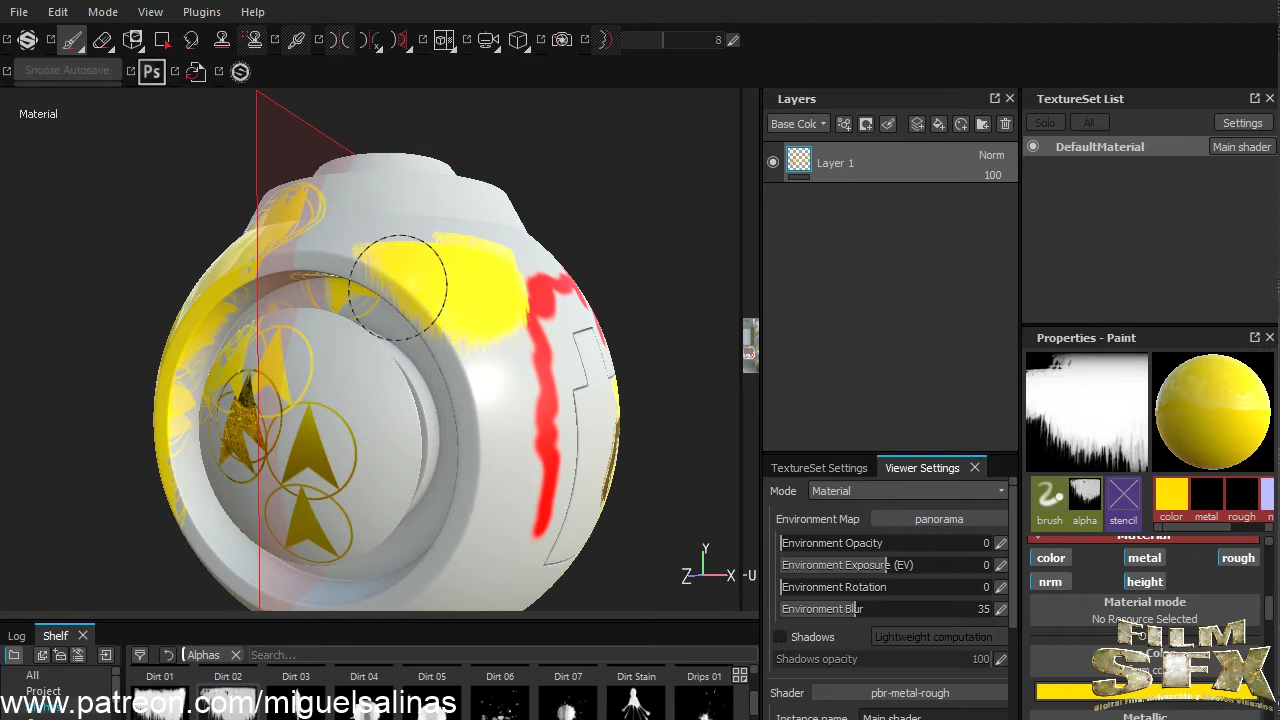 File Edit Mode View Plugins Help
8
Snooze Autosave Ps
Material
Layers
Base Colc
Layer 1
Norm
100
TextureSet List
Solo All Settings
DefaultMaterial Main shader
Properties - Paint
brush alpha stencil color metal rough n
Material
color metal rough
nrm height
Material mode
No Resource Selected
TextureSet Settings Viewer Settings
Mode Material
Environment Map panorama
Environment Opacity 0
Environment Exposure (EV) 0
Environment Rotation 0
Environment Blur 35
Shadows Lightweight computation
Shadows opacity 100
Shader pbr-metal-rough
Instance name Main shader
Y
Z X -U
Log Shelf
Alphas Search...
All
Project
Dirt 01 Dirt 02 Dirt 03 Dirt 04 Dirt 05 Dirt 06 Dirt 07 Dirt Stain Drips 01
www.patreon.com/miguelsalinas
FILM
SFX
Metallic